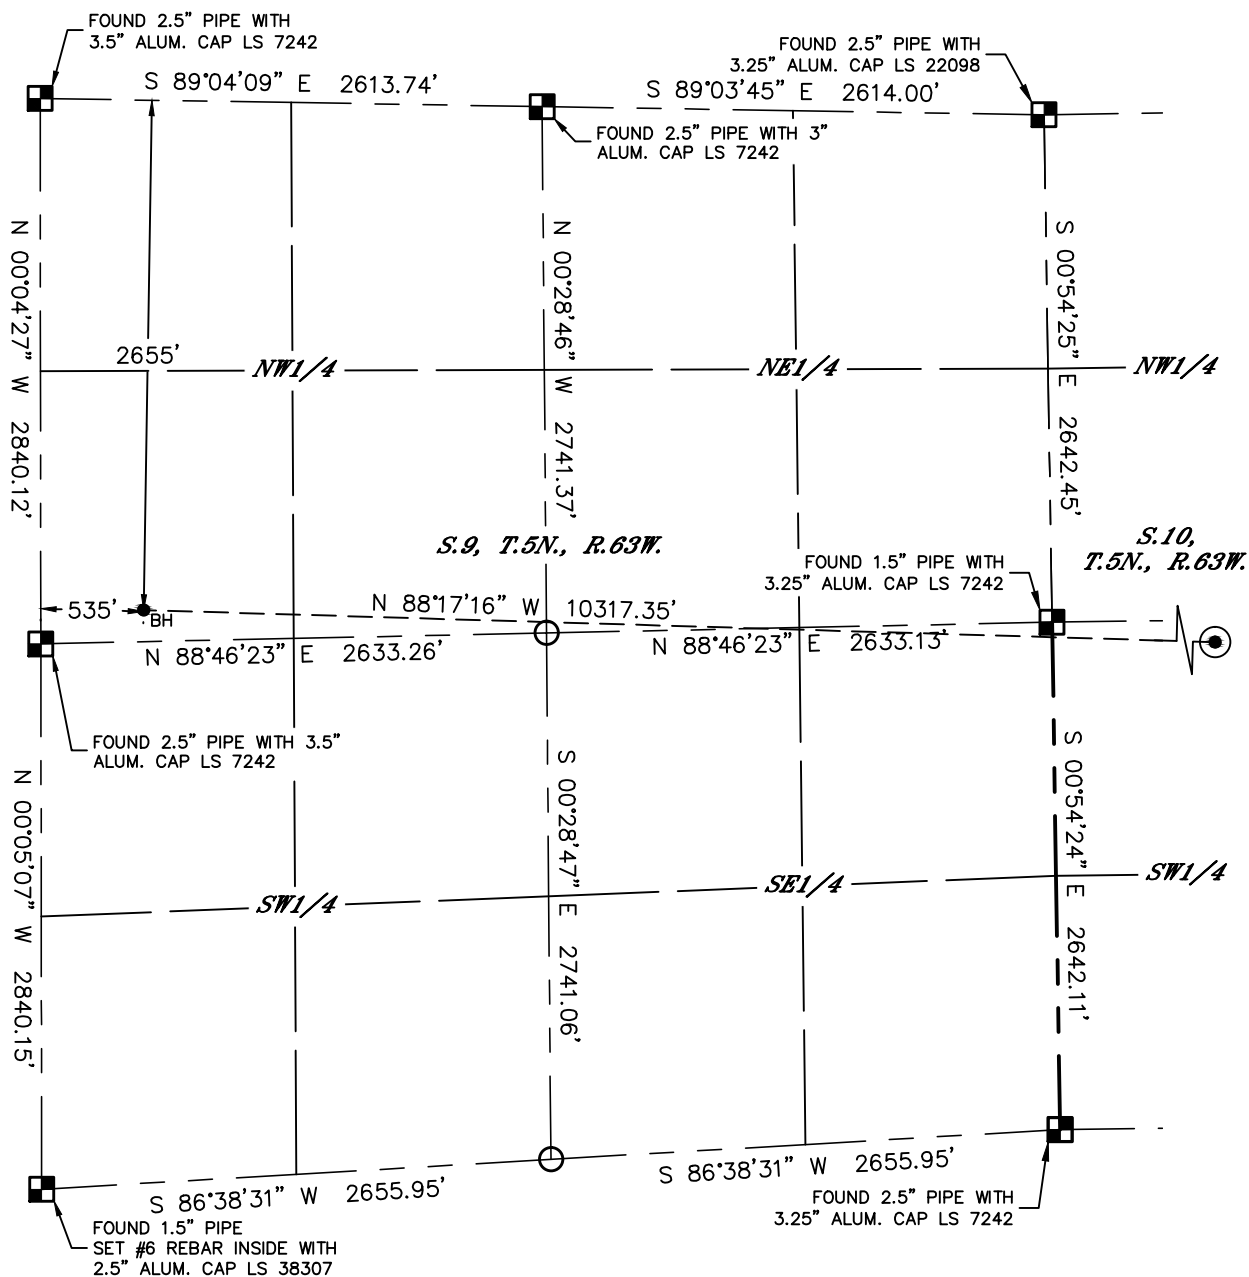 FOUND 2.5" PIPE WITH
3.5" ALUM. CAP LS 7242
S 89°04'09" E 2613.74'
FOUND 2.5" PIPE WITH
3.25" ALUM. CAP LS 22098
S 89°03'45" E 2614.00'
FOUND 2.5" PIPE WITH 3"
ALUM. CAP LS 7242
N 00°04'27" W 2840.12'
N 00°28'46" W 2741.37'
S 00°54'25" E 2642.45'
2655'
NW1/4
NE1/4
NW1/4
S.9, T.5N., R.63W.
S.10,
T.5N., R.63W.
FOUND 1.5" PIPE WITH
3.25" ALUM. CAP LS 7242
535'
BH
N 88°17'16" W 10317.35'
N 88°46'23" E 2633.26'
N 88°46'23" E 2633.13'
FOUND 2.5" PIPE WITH 3.5"
ALUM. CAP LS 7242
N 00°05'07" W 2840.15'
S 00°28'47" E 2741.06'
S 00°54'24" E 2642.11'
SW1/4
SE1/4
SW1/4
S 86°38'31" W 2655.95'
S 86°38'31" W 2655.95'
FOUND 2.5" PIPE WITH
3.25" ALUM. CAP LS 7242
FOUND 1.5" PIPE
SET #6 REBAR INSIDE WITH
2.5" ALUM. CAP LS 38307